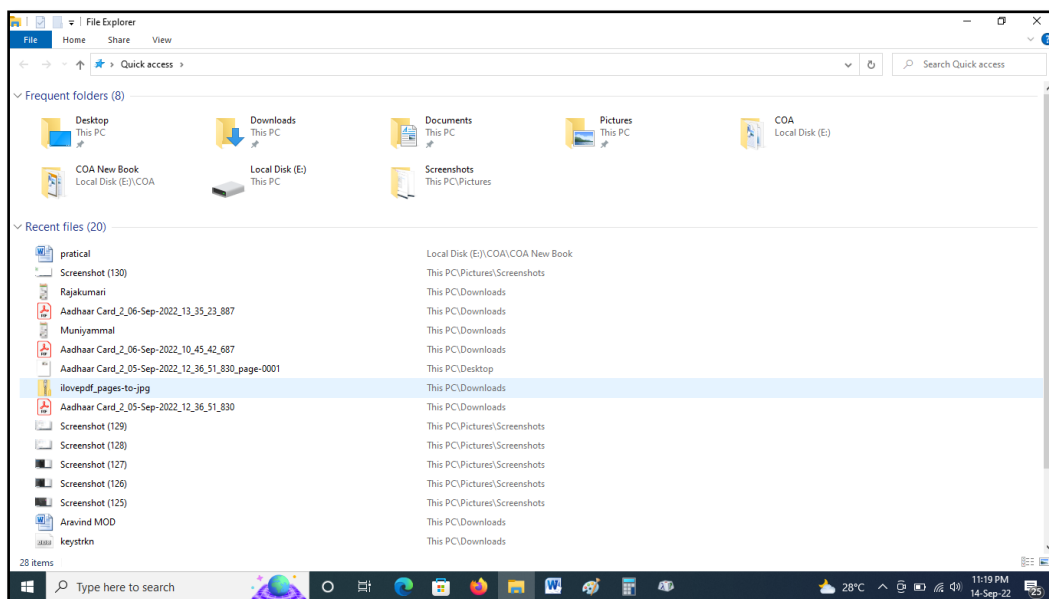 File Explorer
File Home Share View
Quick access
Search Quick access
Frequent folders (8)
Desktop
This PC
Downloads
This PC
Documents
This PC
Pictures
This PC
COA
Local Disk (E:)
COA New Book
Local Disk (E:)\COA
Local Disk (E:)
This PC
Screenshots
This PC\Pictures
Recent files (20)
pratical Local Disk (E:)\COA\COA New Book
Screenshot (130) This PC\Pictures\Screenshots
Rajakumari This PC\Downloads
Aadhaar Card_2_06-Sep-2022_13_35_23_887 This PC\Downloads
Muniyammal This PC\Downloads
Aadhaar Card_2_06-Sep-2022_10_45_42_687 This PC\Downloads
Aadhaar Card_2_05-Sep-2022_12_36_51_830_page-0001 This PC\Desktop
ilovepdf_pages-to-jpg This PC\Downloads
Aadhaar Card_2_05-Sep-2022_12_36_51_830 This PC\Downloads
Screenshot (129) This PC\Pictures\Screenshots
Screenshot (128) This PC\Pictures\Screenshots
Screenshot (127) This PC\Pictures\Screenshots
Screenshot (126) This PC\Pictures\Screenshots
Screenshot (125) This PC\Pictures\Screenshots
Aravind MOD This PC\Downloads
keystrkn This PC\Downloads
28 items
Type here to search
28°C
11:19 PM
14-Sep-22
25